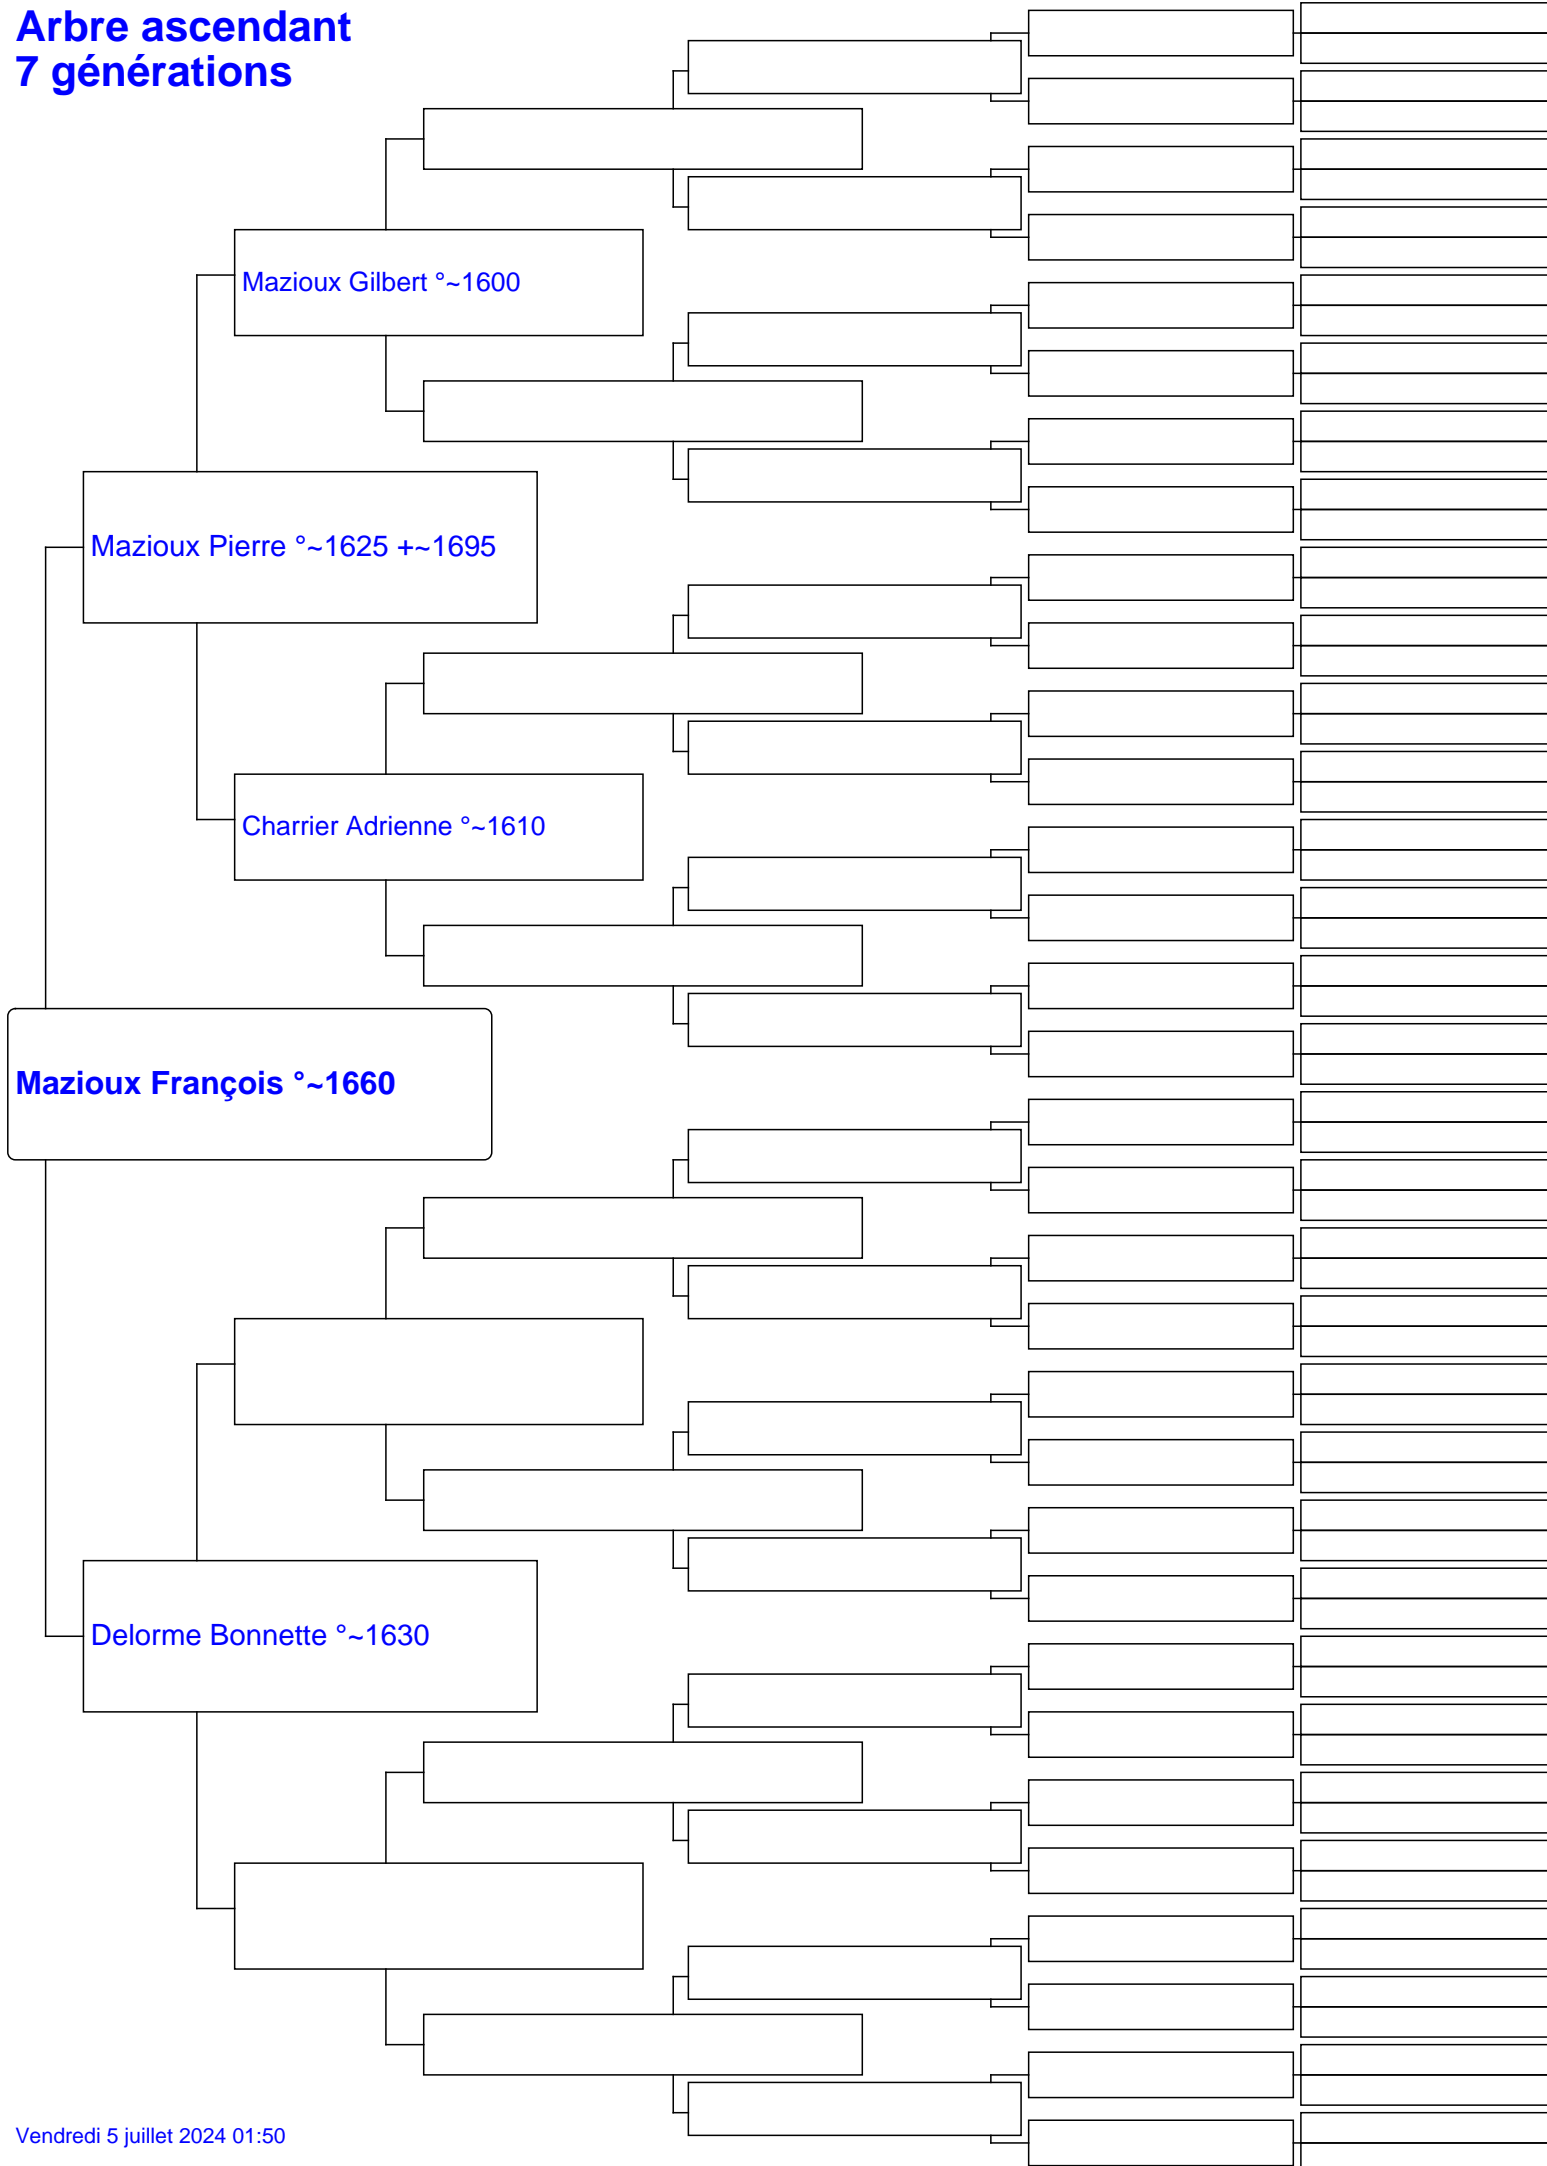 Arbre ascendant
7 générations
Mazioux Gilbert °~1600
Mazioux Pierre °~1625 +~1695
Charrier Adrienne °~1610
Mazioux François °~1660
Delorme Bonnette °~1630
Vendredi 5 juillet 2024 01:50